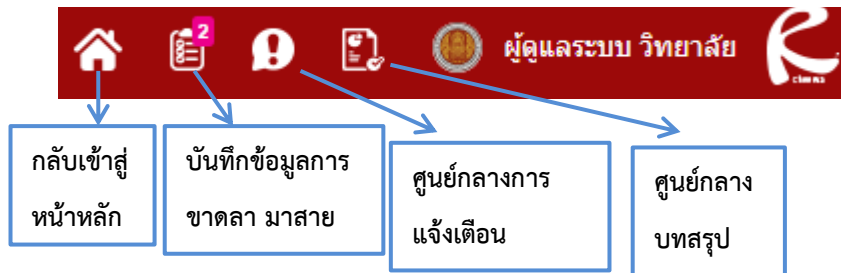 2
ผู้ดูแลระบบ วิทยาลัย
กลับเข้าสู่
หน้าหลัก
บันทึกข้อมูลการ
ขาดลา มาสาย
ศูนย์กลางการ
แจ้งเตือน
ศูนย์กลาง
บทสรุป